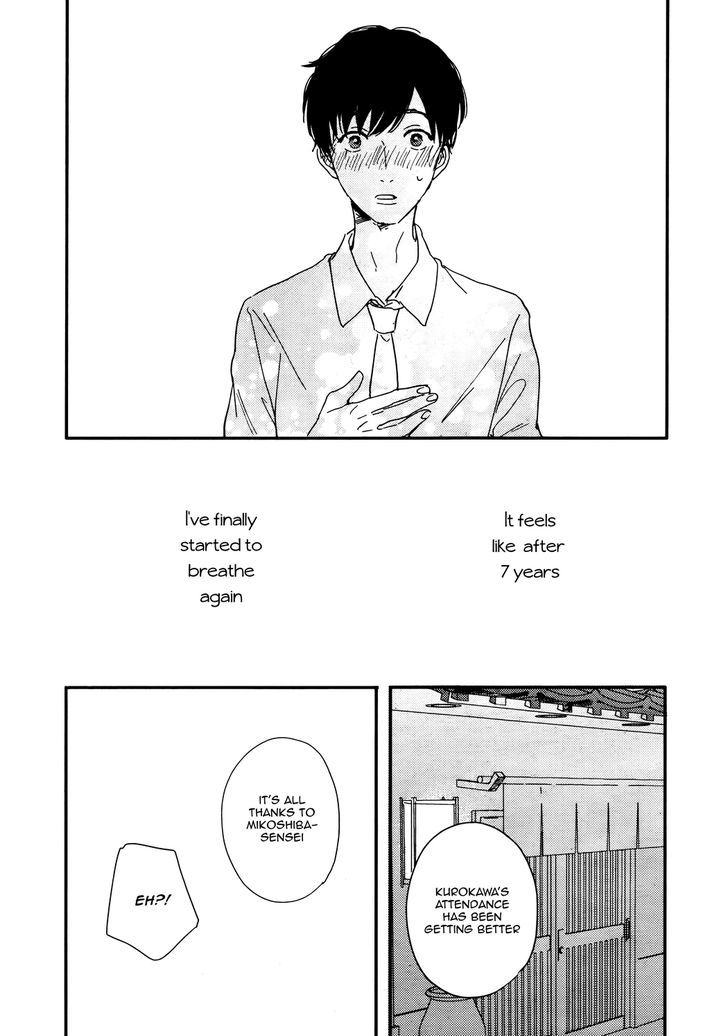 It feels
like after
7 years
I've finally
started to
breathe
again
KUROKAWA'S
ATTENDANCE
HAS BEEN
GETTING BETTER
IT'S ALL
THANKS TO
MIKOSHIBA-
SENSEI
EH?!